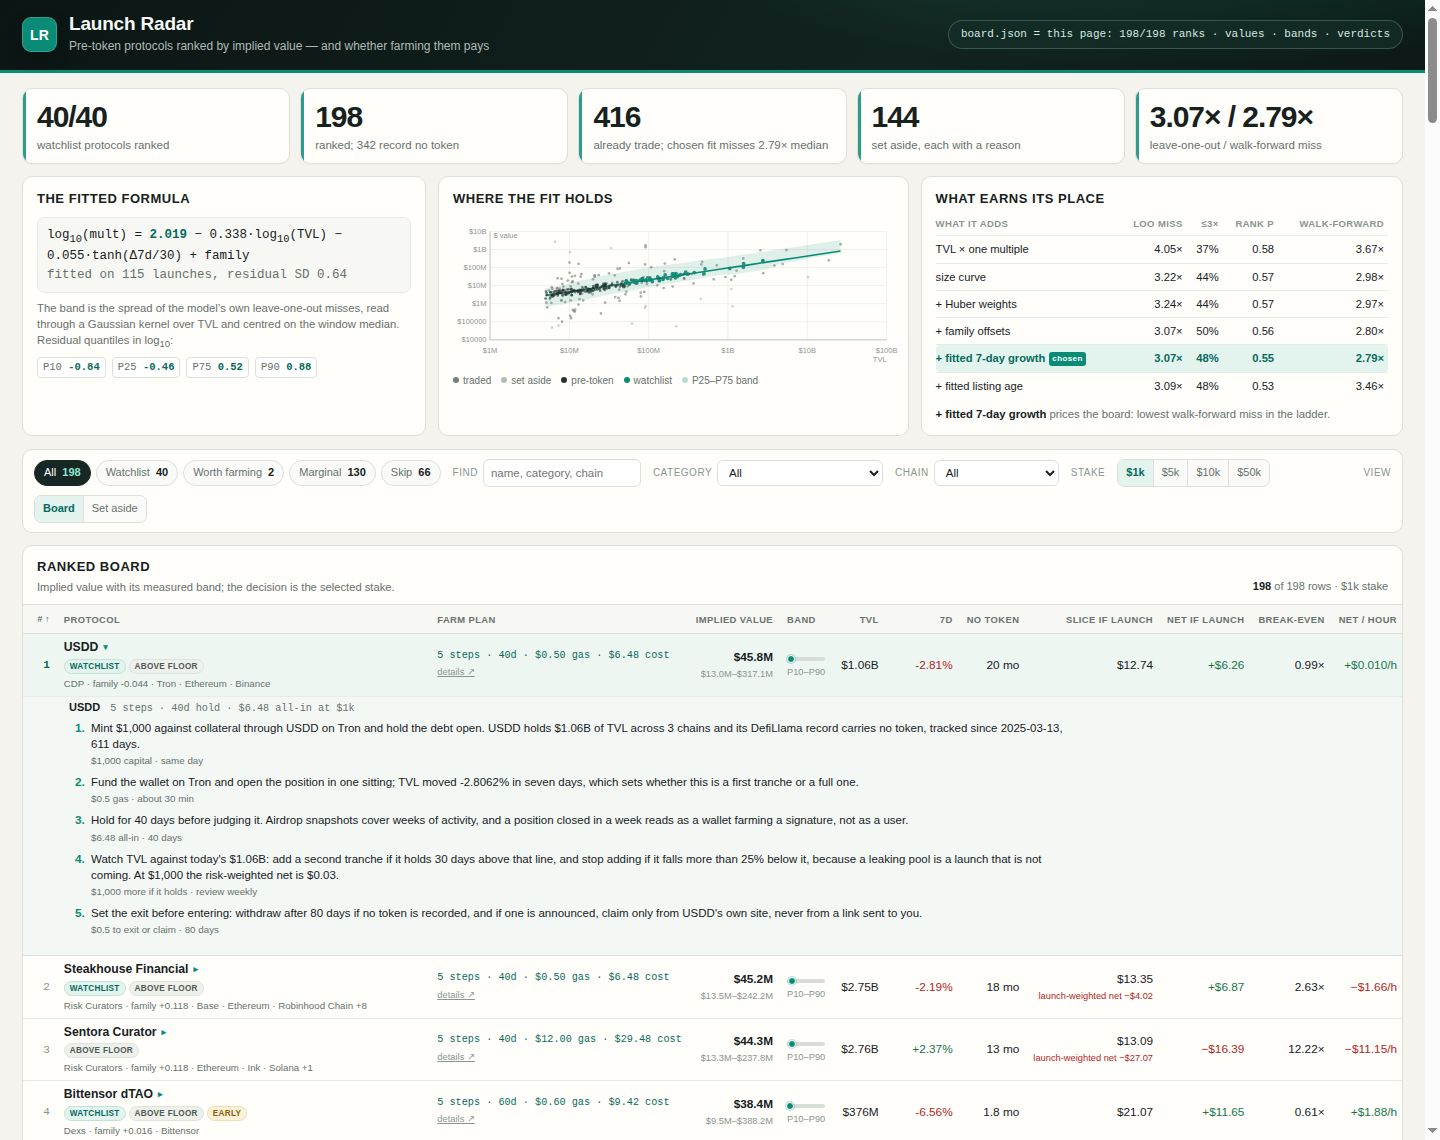 LR
Launch Radar
Pre-token protocols ranked by implied value — and whether farming them pays
board.json = this page: 198/198 ranks · values · bands · verdicts
40/40
watchlist protocols ranked
198
ranked; 342 record no token
416
already trade; chosen fit misses 2.79× median
144
set aside, each with a reason
3.07× / 2.79×
leave-one-out / walk-forward miss
THE FITTED FORMULA
log10(mult) = 2.019 − 0.338·log10(TVL) −
0.055·tanh(Δ7d/30) + family
fitted on 115 launches, residual SD 0.64
The band is the spread of the model's own leave-one-out misses, read
through a Gaussian kernel over TVL and centred on the window median.
Residual quantiles in log10:
P10 -0.84 P25 -0.46 P75 0.52 P90 0.88
WHERE THE FIT HOLDS
$10B
$ value
$1B
$100M
$10M
$1M
$100000
$10000
$1M $10M $100M $1B $10B $100B
TVL
traded set aside pre-token watchlist P25–P75 band
WHAT EARNS ITS PLACE
WHAT IT ADDS LOO MISS ≤3× RANK P WALK-FORWARD
TVL × one multiple 4.05× 37% 0.58 3.67×
size curve 3.22× 44% 0.57 2.98×
+ Huber weights 3.24× 44% 0.57 2.97×
+ family offsets 3.07× 50% 0.56 2.80×
+ fitted 7-day growth chosen 3.07× 48% 0.55 2.79×
+ fitted listing age 3.09× 48% 0.53 3.46×
+ fitted 7-day growth prices the board: lowest walk-forward miss in the ladder.
All 198 Watchlist 40 Worth farming 2 Marginal 130 Skip 66 FIND name, category, chain CATEGORY All CHAIN All STAKE $1k $5k $10k $50k VIEW
Board Set aside
RANKED BOARD
Implied value with its measured band; the decision is the selected stake.
198 of 198 rows · $1k stake
# ↑ PROTOCOL FARM PLAN IMPLIED VALUE BAND TVL 7D NO TOKEN SLICE IF LAUNCH NET IF LAUNCH BREAK-EVEN NET / HOUR
USDD ▾
1 WATCHLIST ABOVE FLOOR 5 steps · 40d · $0.50 gas · $6.48 cost $45.8M $1.06B -2.81% 20 mo $12.74 +$6.26 0.99× +$0.010/h
details ↗ $13.0M–$317.1M P10–P90
CDP · family -0.044 · Tron · Ethereum · Binance
USDD 5 steps · 40d hold · $6.48 all-in at $1k
1. Mint $1,000 against collateral through USDD on Tron and hold the debt open. USDD holds $1.06B of TVL across 3 chains and its DefiLlama record carries no token, tracked since 2025-03-13,
611 days.
$1,000 capital · same day
2. Fund the wallet on Tron and open the position in one sitting; TVL moved -2.8062% in seven days, which sets whether this is a first tranche or a full one.
$0.5 gas · about 30 min
3. Hold for 40 days before judging it. Airdrop snapshots cover weeks of activity, and a position closed in a week reads as a wallet farming a signature, not as a user.
$6.48 all-in · 40 days
4. Watch TVL against today's $1.06B: add a second tranche if it holds 30 days above that line, and stop adding if it falls more than 25% below it, because a leaking pool is a launch that is not
coming. At $1,000 the risk-weighted net is $0.03.
$1,000 more if it holds · review weekly
5. Set the exit before entering: withdraw after 80 days if no token is recorded, and if one is announced, claim only from USDD's own site, never from a link sent to you.
$0.5 to exit or claim · 80 days
Steakhouse Financial ▸
2 WATCHLIST ABOVE FLOOR 5 steps · 40d · $0.50 gas · $6.48 cost $45.2M $2.75B -2.19% 18 mo $13.35 +$6.87 2.63× −$1.66/h
details ↗ $13.5M–$242.2M P10–P90 launch-weighted net −$4.02
Risk Curators · family +0.118 · Base · Ethereum · Robinhood Chain +8
Sentora Curator ▸
3 ABOVE FLOOR 5 steps · 40d · $12.00 gas · $29.48 cost $44.3M $2.76B +2.37% 13 mo $13.09 −$16.39 12.22× −$11.15/h
details ↗ $13.3M–$237.8M P10–P90 launch-weighted net −$27.07
Risk Curators · family +0.118 · Ethereum · Ink · Solana +1
Bittensor dTAO ▸
4 WATCHLIST ABOVE FLOOR EARLY 5 steps · 60d · $0.60 gas · $9.42 cost $38.4M $376M -6.56% 1.8 mo $21.07 +$11.65 0.61× +$1.88/h
details ↗ $9.5M–$388.2M P10–P90
Dexs · family +0.016 · Bittensor